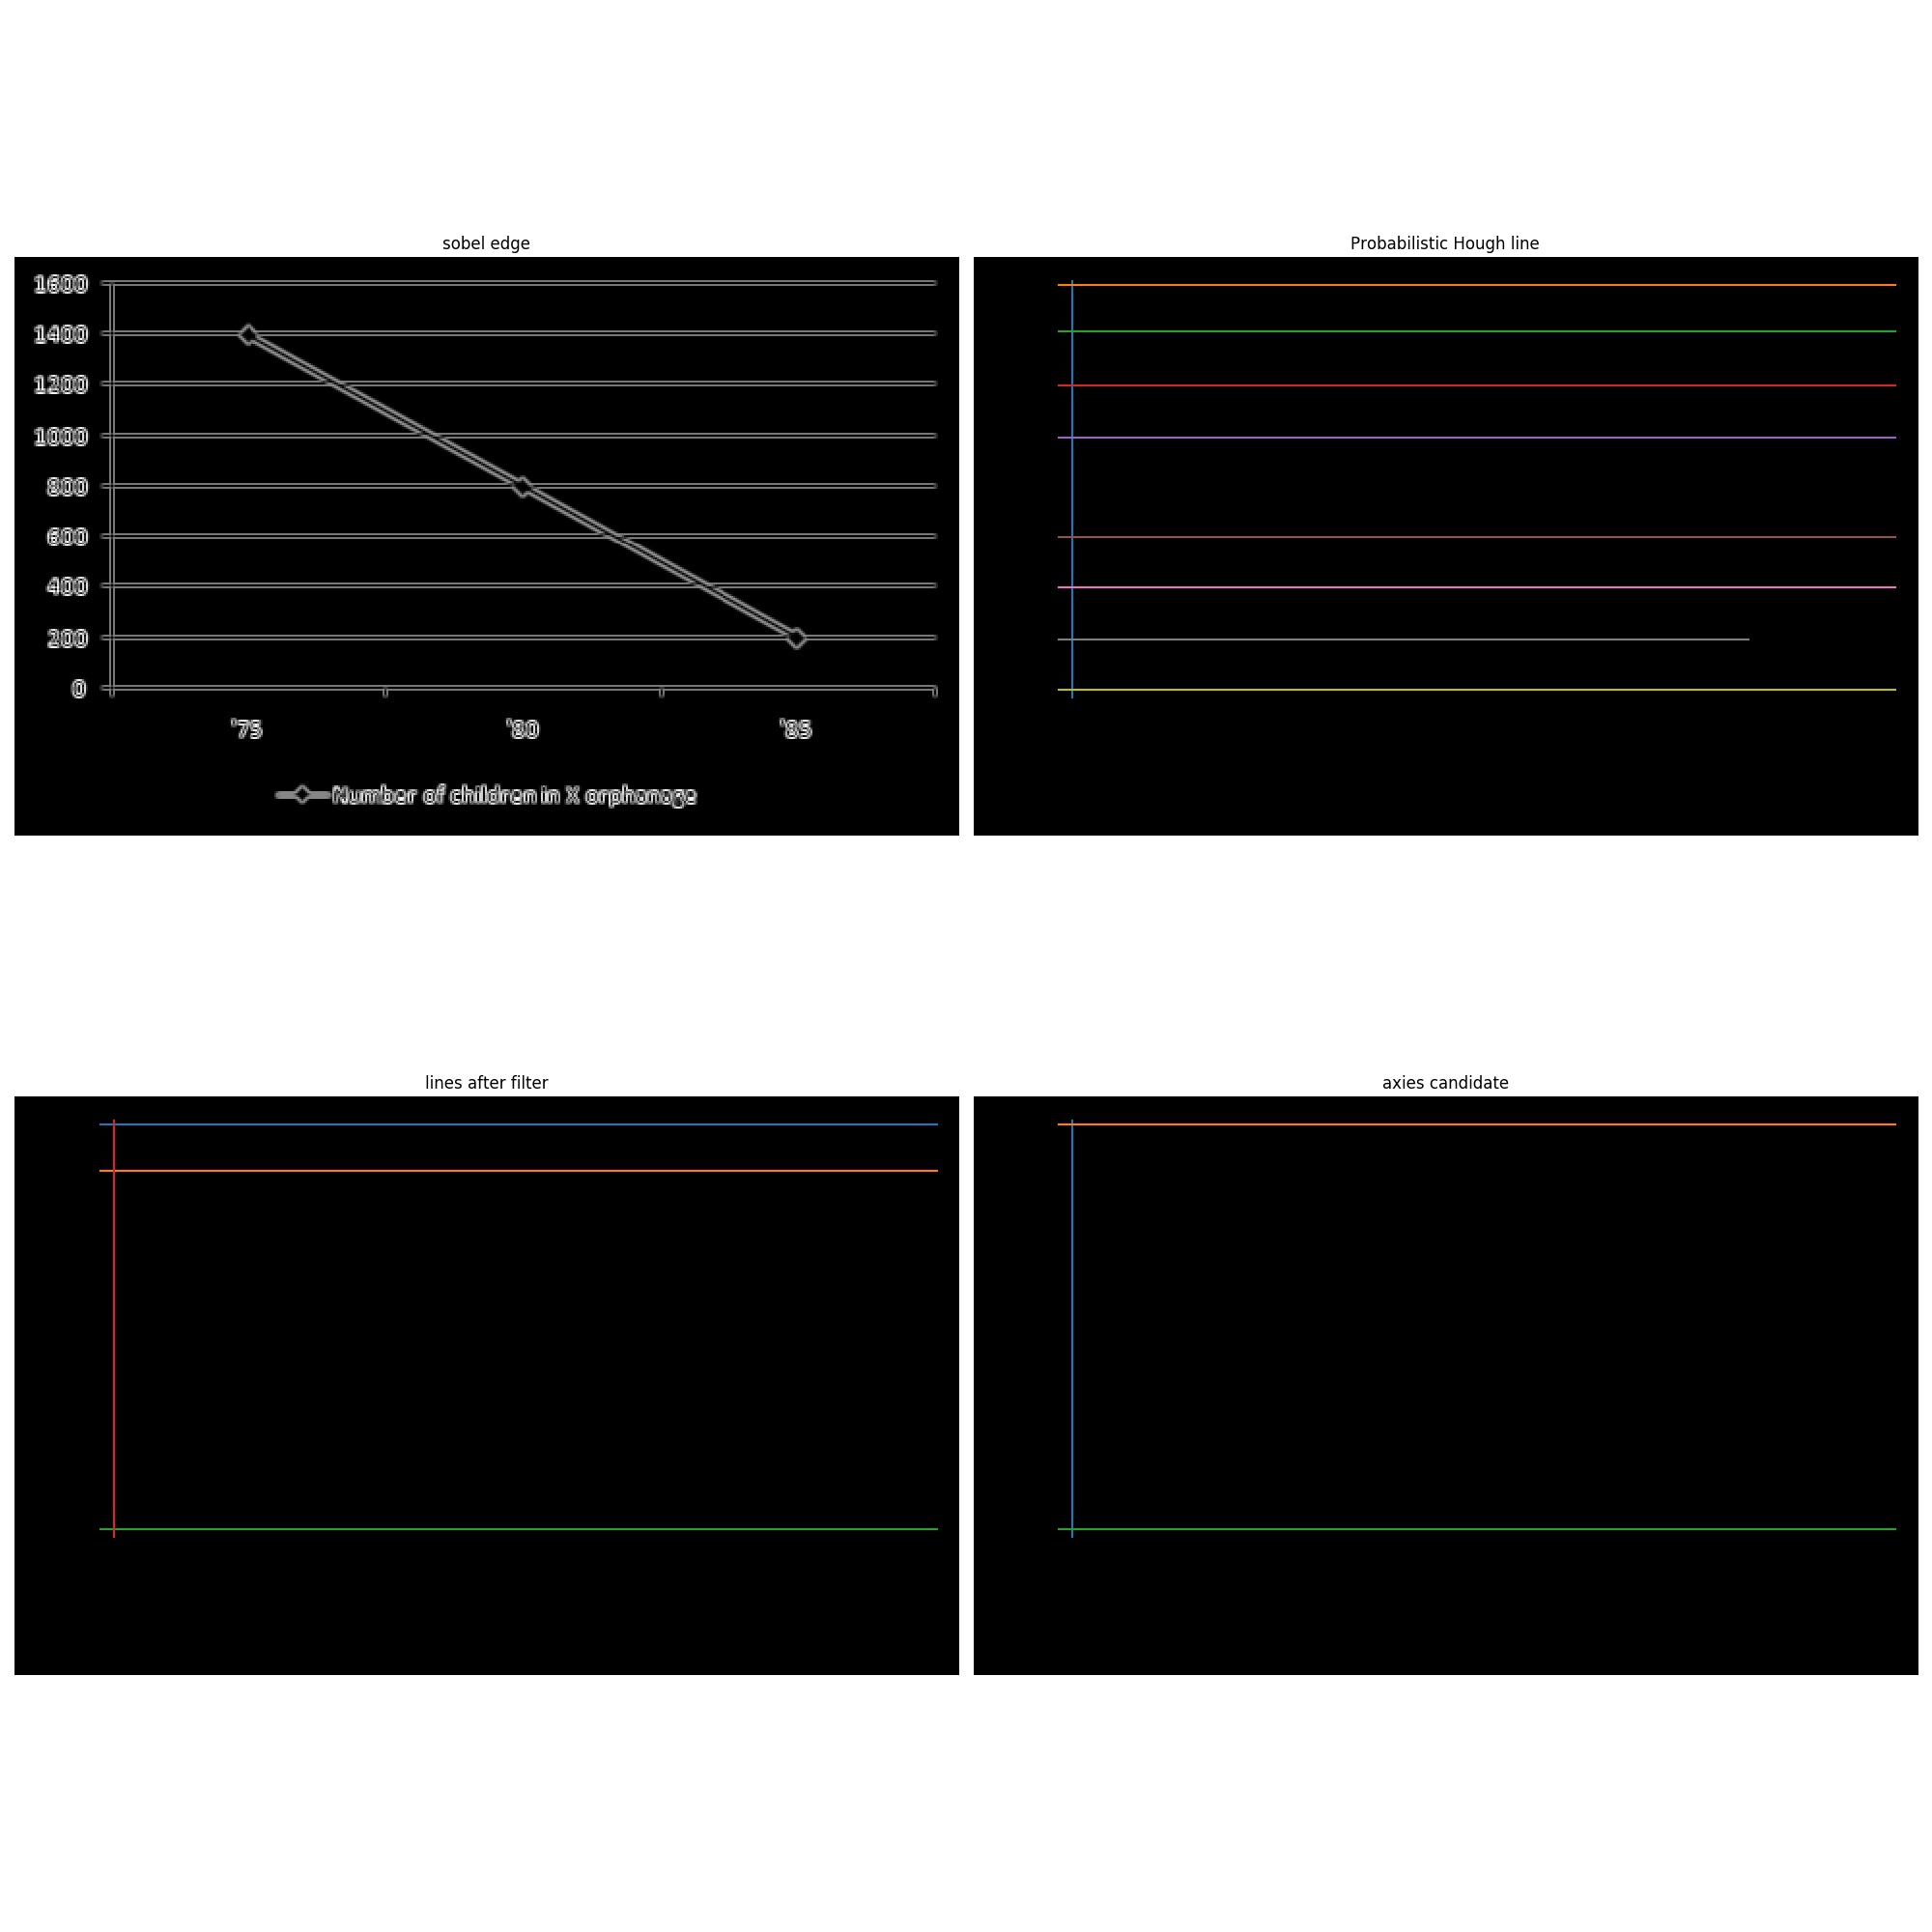 sobel edge
Probabilistic Hough line
1600
1400
1200
1000
800
600
400
200
0
'75 '80 '85
Number of children in X orphanage
lines after filter
axies candidate